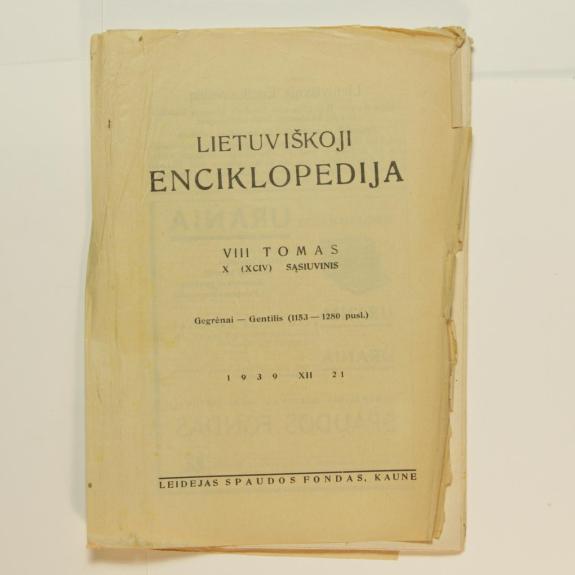 LIETUVIŠKOJI
ENCIKLOPEDIJA
VIII TOMAS
X (XCIV) SĄSIUVINIS
Gegrėnai — Gentilis (1153 — 1280 pusl.)
1939 XII 21
LEIDĖJAS SPAUDOS FONDAS, KAUNE